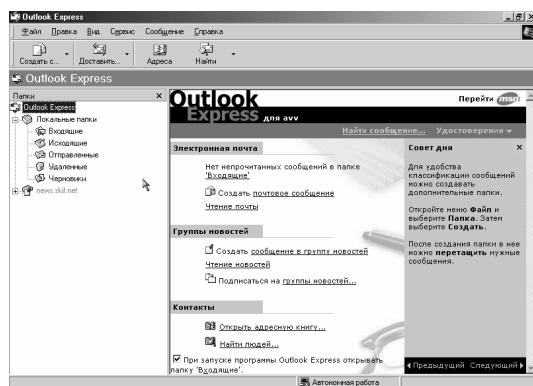 Outlook Express
Файл Правка Вид Сервис Сообщение Справка
Создать с... Доставить... Адреса Найти
Outlook Express
Папки
Outlook Express
Локальные папки
Входящие
Исходящие
Отправленные
Удаленные
Черновики
news.skif.net
Outlook
Express для avv
Перейти msn
Найти сообщение... Удостоверения
Электронная почта
Нет непрочитанных сообщений в папке
'Входящие'
Создать почтовое сообщение
Чтение почты
Группы новостей
Создать сообщение в группу новостей
Чтение новостей
Подписаться на группы новостей...
Контакты
Открыть адресную книгу...
Найти людей...
При запуске программы Outlook Express открывать
папку 'Входящие'.
Совет дня
Для удобства
классификации сообщений
можно создавать
дополнительные папки.
Откройте меню Файл и
выберите Папка. Затем
выберите Создать.
После создания папки в нее
можно перетащить нужные
сообщения.
Предыдущий Следующий
Автономная работа